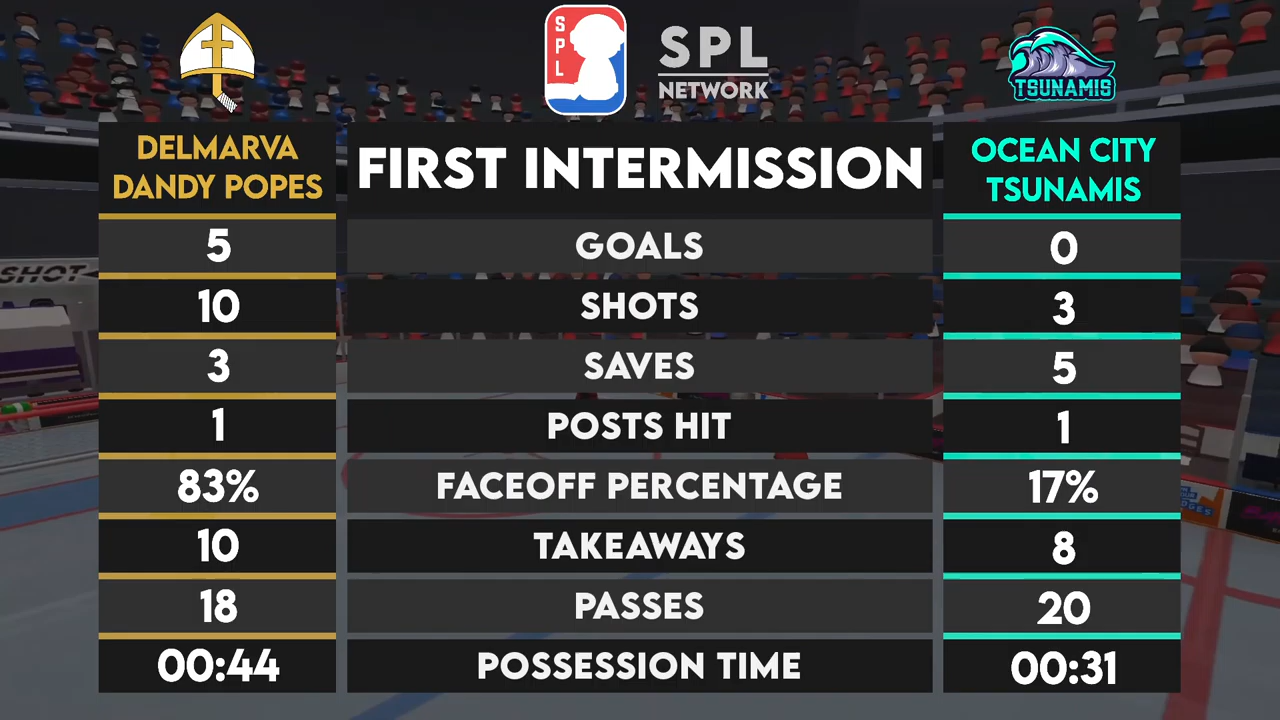 SPL
SPL
NETWORK
TSUNAMIS
DELMARVA
DANDY POPES
FIRST INTERMISSION
OCEAN CITY
TSUNAMIS
5 GOALS 0
10 SHOTS 3
3 SAVES 5
1 POSTS HIT 1
83% FACEOFF PERCENTAGE 17%
10 TAKEAWAYS 8
18 PASSES 20
00:44 POSSESSION TIME 00:31
SHOT